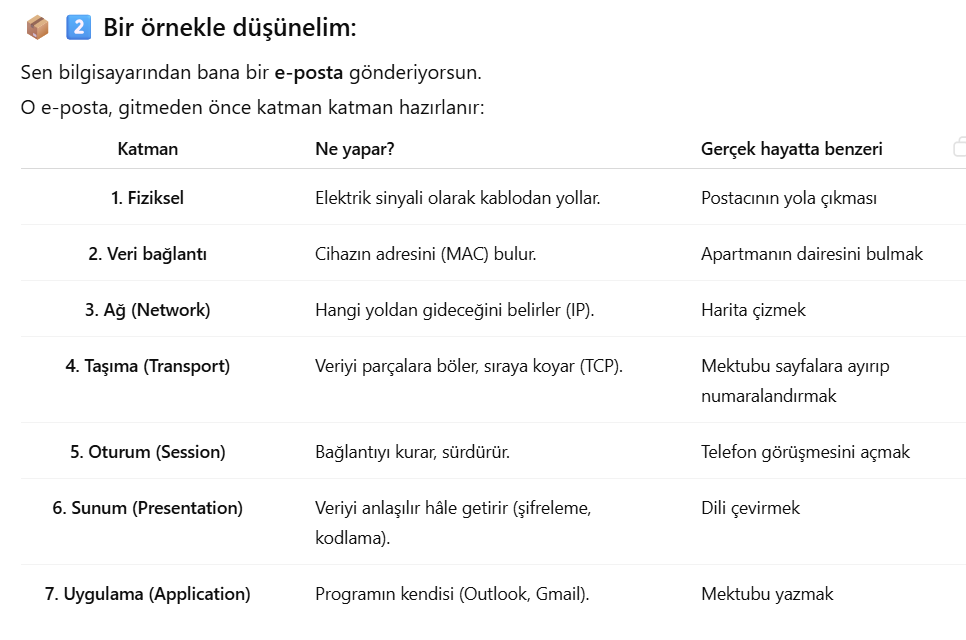 📦 2️⃣ Bir örnekle düşünelim:
Sen bilgisayarından bana bir e-posta gönderiyorsun.
O e-posta, gitmeden önce katman katman hazırlanır:
Katman Ne yapar? Gerçek hayatta benzeri
1. Fiziksel Elektrik sinyali olarak kablodan yollar. Postacının yola çıkması
2. Veri bağlantı Cihazın adresini (MAC) bulur. Apartmanın dairesini bulmak
3. Ağ (Network) Hangi yoldan gideceğini belirler (IP). Harita çizmek
4. Taşıma (Transport) Veriyi parçalara böler, sıraya koyar (TCP). Mektubu sayfalara ayırıp
numaralandırmak
5. Oturum (Session) Bağlantıyı kurar, sürdürür. Telefon görüşmesini açmak
6. Sunum (Presentation) Veriyi anlaşılır hâle getirir (şifreleme, Dili çevirmek
kodlama).
7. Uygulama (Application) Programın kendisi (Outlook, Gmail). Mektubu yazmak